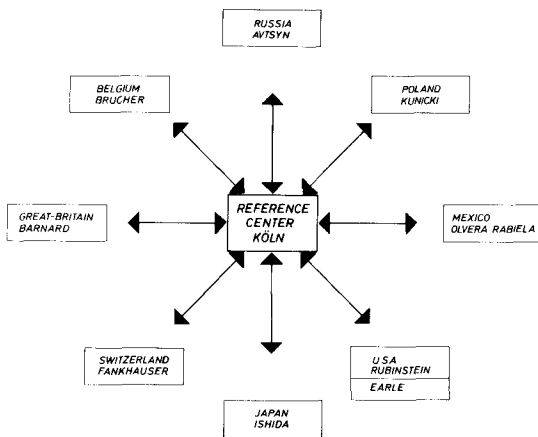 RUSSIA
AVTSYN
BELGIUM
BRUCHER
POLAND
KUNICKI
GREAT-BRITAIN
BARNARD
REFERENCE
CENTER
KÖLN
MEXICO
OLVERA RABIELA
SWITZERLAND
FANKHAUSER
USA
RUBINSTEIN
EARLE
JAPAN
ISHIDA